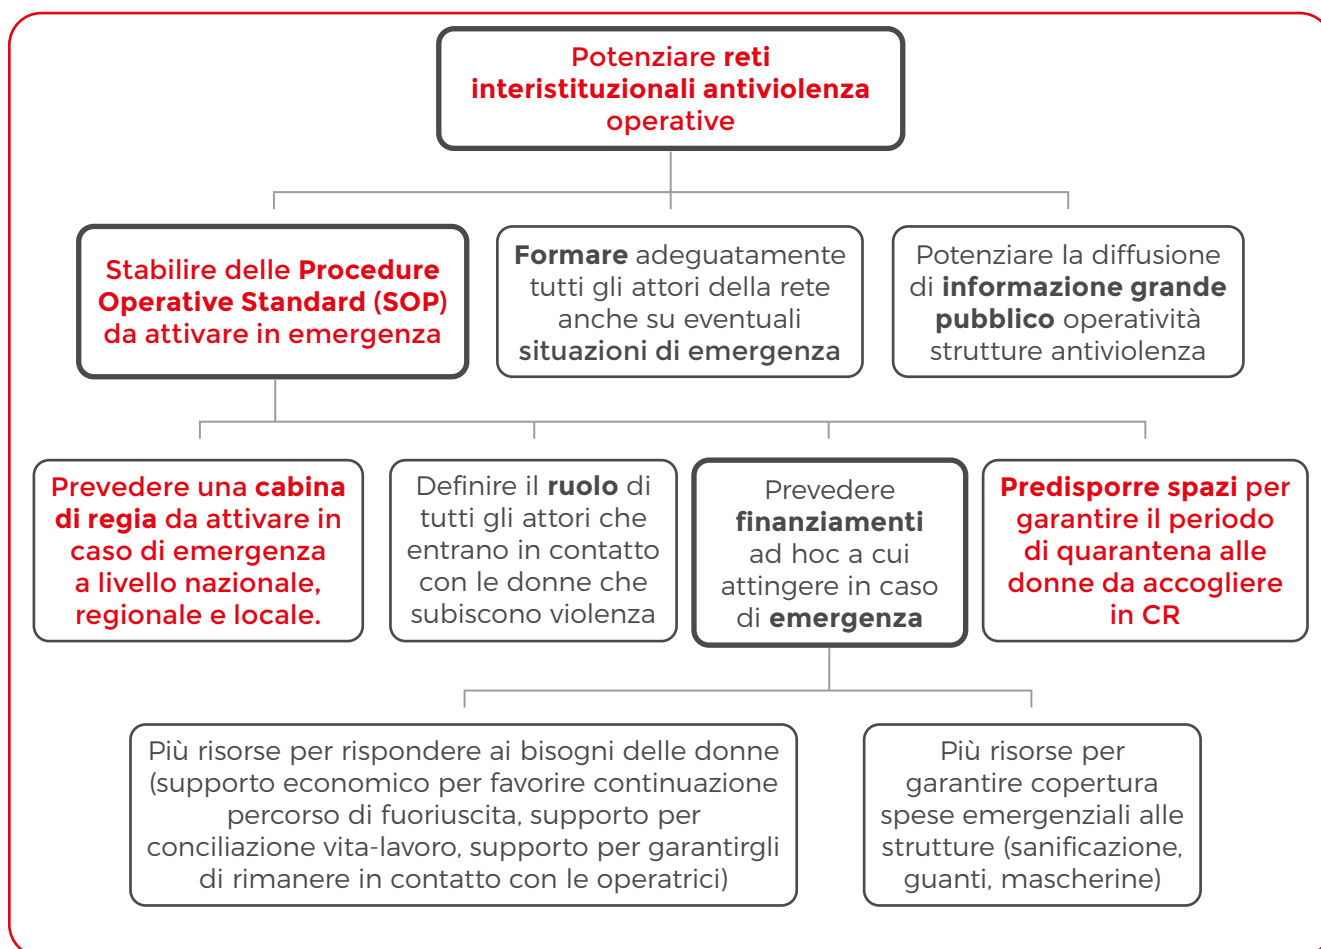 Potenziare reti
interistituzionali antiviolenza
operative
Stabilire delle Procedure
Operative Standard (SOP)
da attivare in emergenza
Formare adeguatamente
tutti gli attori della rete
anche su eventuali
situazioni di emergenza
Potenziare la diffusione
di informazione grande
pubblico operatività
strutture antiviolenza
Prevedere una cabina
di regia da attivare in
caso di emergenza
a livello nazionale,
regionale e locale.
Definire il ruolo di
tutti gli attori che
entrano in contatto
con le donne che
subiscono violenza
Prevedere
finanziamenti
ad hoc a cui
attingere in caso
di emergenza
Predisporre spazi per
garantire il periodo
di quarantena alle
donne da accogliere
in CR
Più risorse per rispondere ai bisogni delle donne
(supporto economico per favorire continuazione
percorso di fuoriuscita, supporto per
conciliazione vita-lavoro, supporto per garantirgli
di rimanere in contatto con le operatrici)
Più risorse per
garantire copertura
spese emergenziali alle
strutture (sanificazione,
guanti, mascherine)